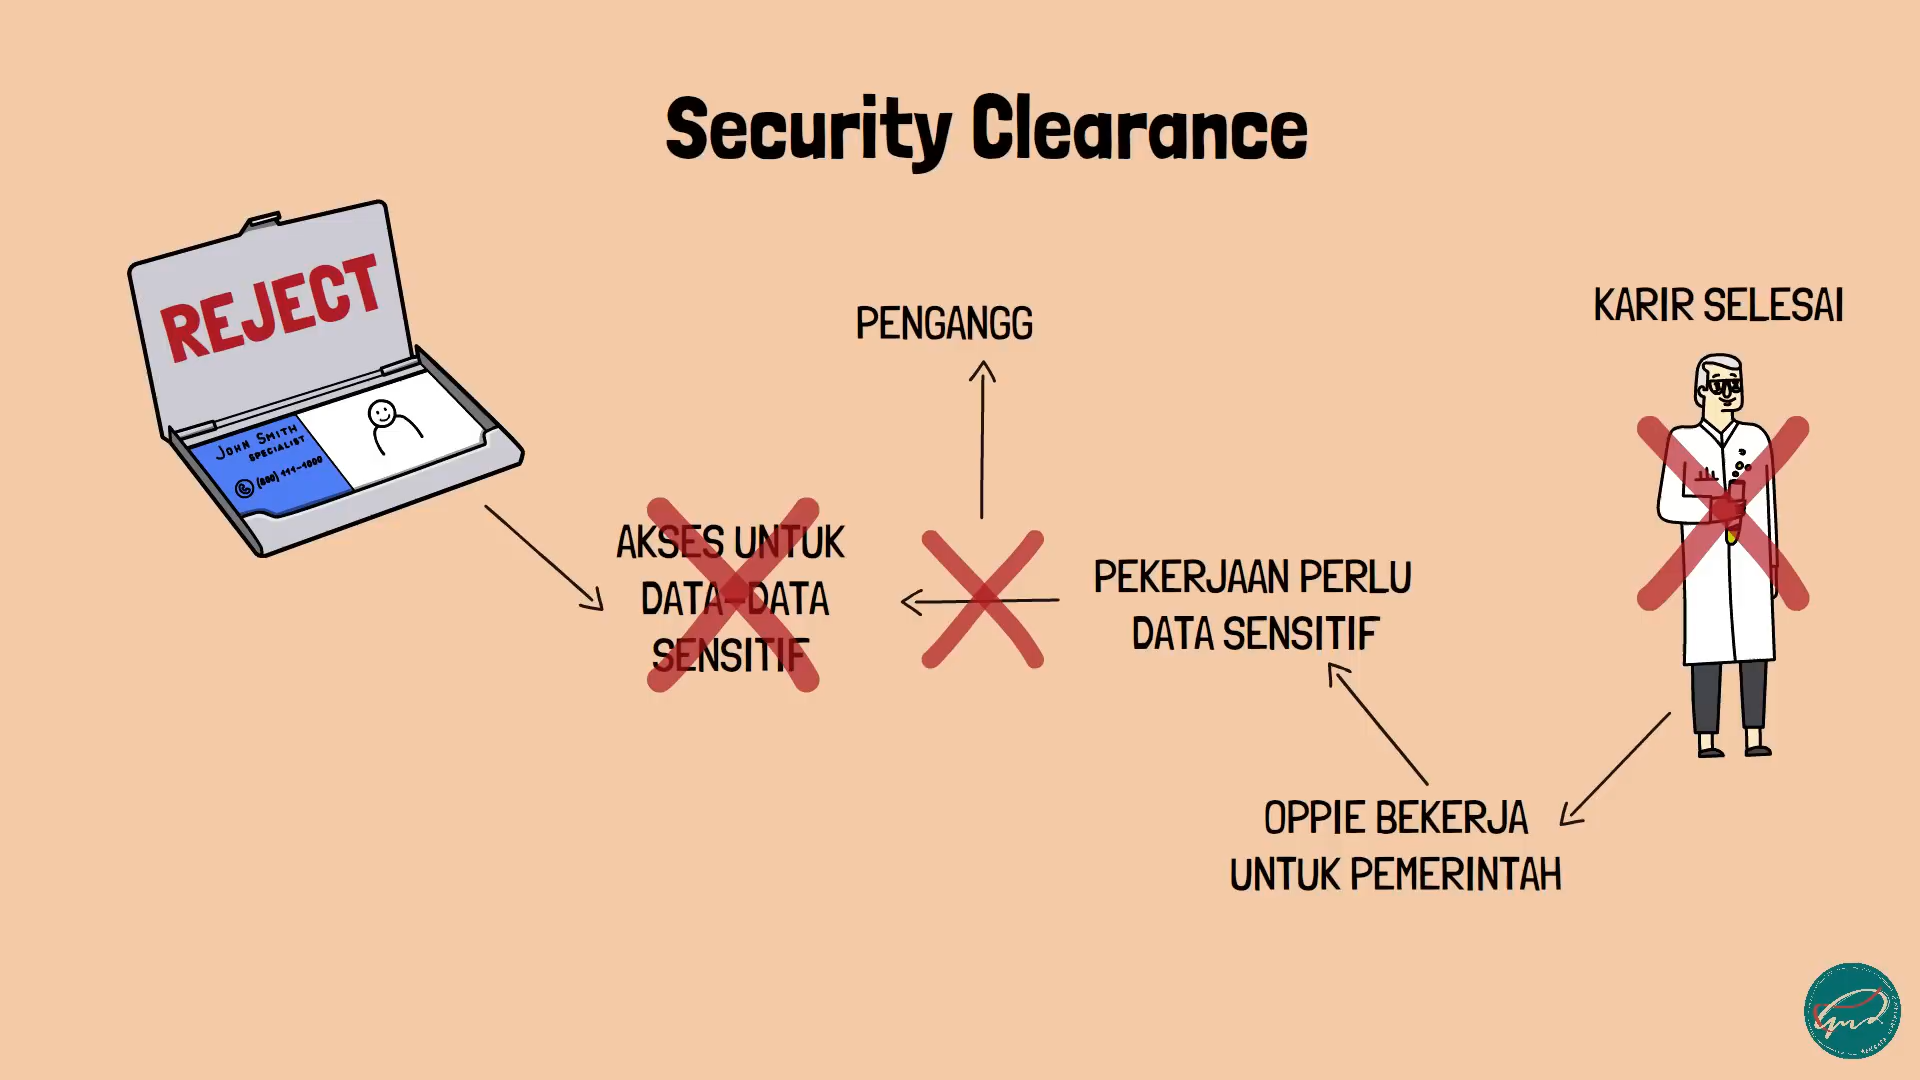 Security Clearance
REJECT
JOHN SMITH
SPECIALIST
(800) 111-1000
PENGANGG
KARIR SELESAI
AKSES UNTUK
DATA-DATA
SENSITIF
PEKERJAAN PERLU
DATA SENSITIF
OPPIE BEKERJA
UNTUK PEMERINTAH